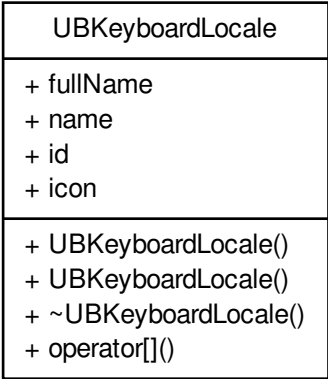 UBKeyboardLocale
+ fullName
+ name
+ id
+ icon
+ UBKeyboardLocale()
+ UBKeyboardLocale()
+ ~UBKeyboardLocale()
+ operator[]()